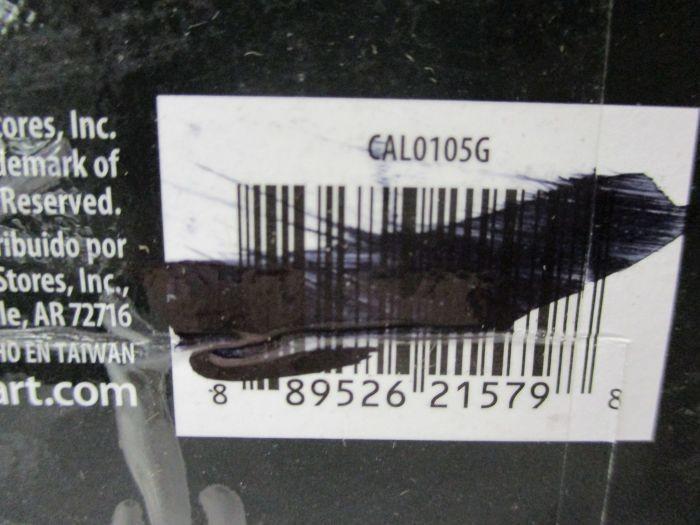 ores, Inc.
demark of
Reserved.
ribuido por
Stores, Inc.,
le, AR 72716
HO EN TAIWAN
art.com
CAL0105G
8 89526 21579 8